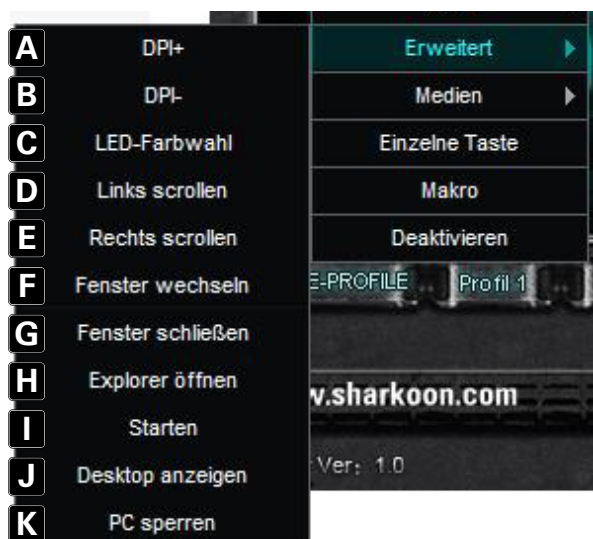 A DPI+ Erweitert
B DPI- Medien
C LED-Farbwahl Einzelne Taste
D Links scrollen Makro
E Rechts scrollen Deaktivieren
F Fenster wechseln E-PROFILE Profil 1
G Fenster schließen
H Explorer öffnen
w.sharkoon.com
I Starten
J Desktop anzeigen Ver: 1.0
K PC sperren